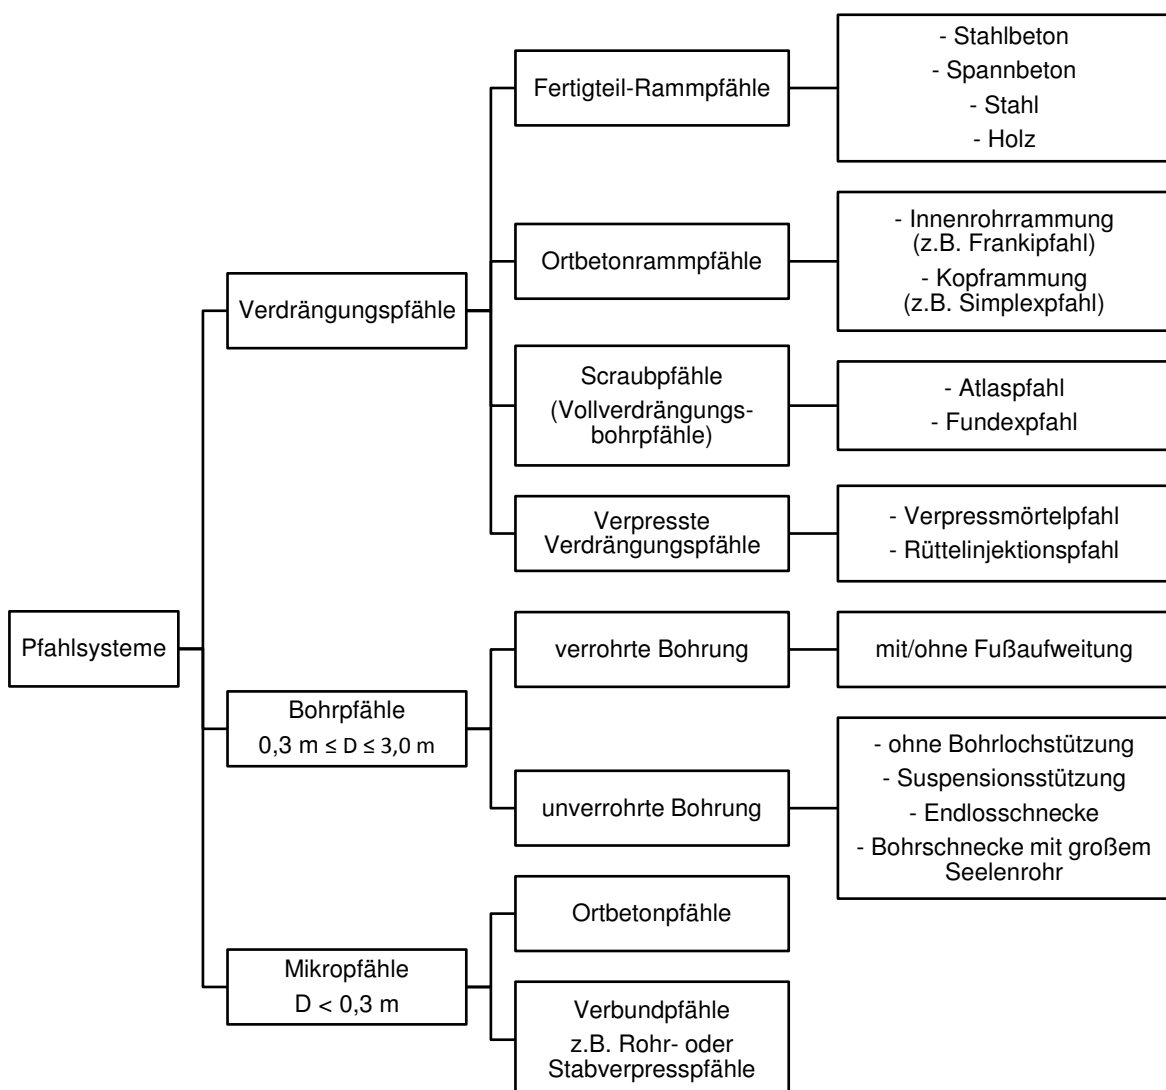 - Stahlbeton
- Spannbeton
- Stahl
- Holz
Fertigteil-Rammpfähle
- Innenrohrrammung
(z.B. Frankipfahl)
- Kopframmung
(z.B. Simplexpfahl)
Ortbetonrammpfähle
Verdrängungspfähle
Scraubpfähle
(Vollverdrängungs-
bohrpfähle)
- Atlaspfahl
- Fundexpfahl
Verpresste
Verdrängungspfähle
- Verpressmörtelpfahl
- Rüttelinjektionspfahl
Pfahlsysteme
verrohrte Bohrung
mit/ohne Fußaufweitung
Bohrpfähle
0,3 m ≤ D ≤ 3,0 m
unverrohrte Bohrung
- ohne Bohrlochstützung
- Suspensionsstützung
- Endlosschnecke
- Bohrschnecke mit großem
Seelenrohr
Ortbetonpfähle
Mikropfähle
D < 0,3 m
Verbundpfähle
z.B. Rohr- oder
Stabverpresspfähle